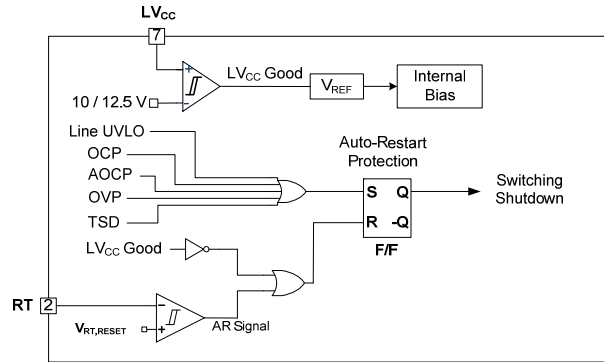 LVCC
7
LVCC Good
+
-
10 / 12.5 V
VREF
Internal
Bias
Line UVLO
OCP
AOCP
OVP
TSD
Auto-Restart
Protection
S Q
R -Q
F/F
Switching
Shutdown
LVCC Good
RT 2
-
+
VRT,RESET
AR Signal